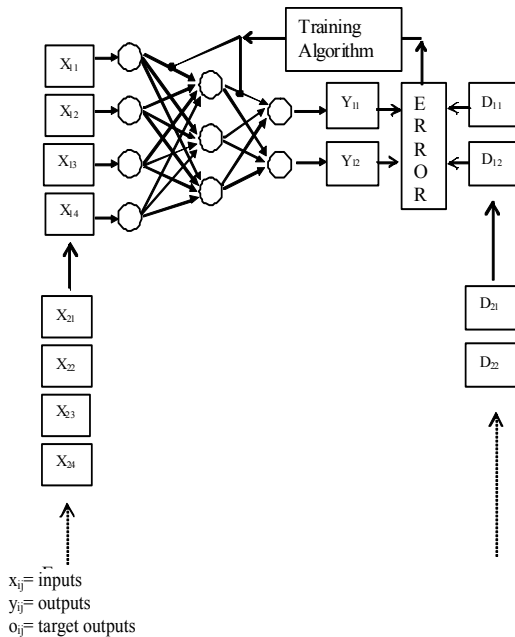 Training
Algorithm
X11
X12
X13
X14
Y11
Y12
E
R
R
O
R
D11
D12
X21
X22
X23
X24
D21
D22
xij= inputs
yij= outputs
oij= target outputs